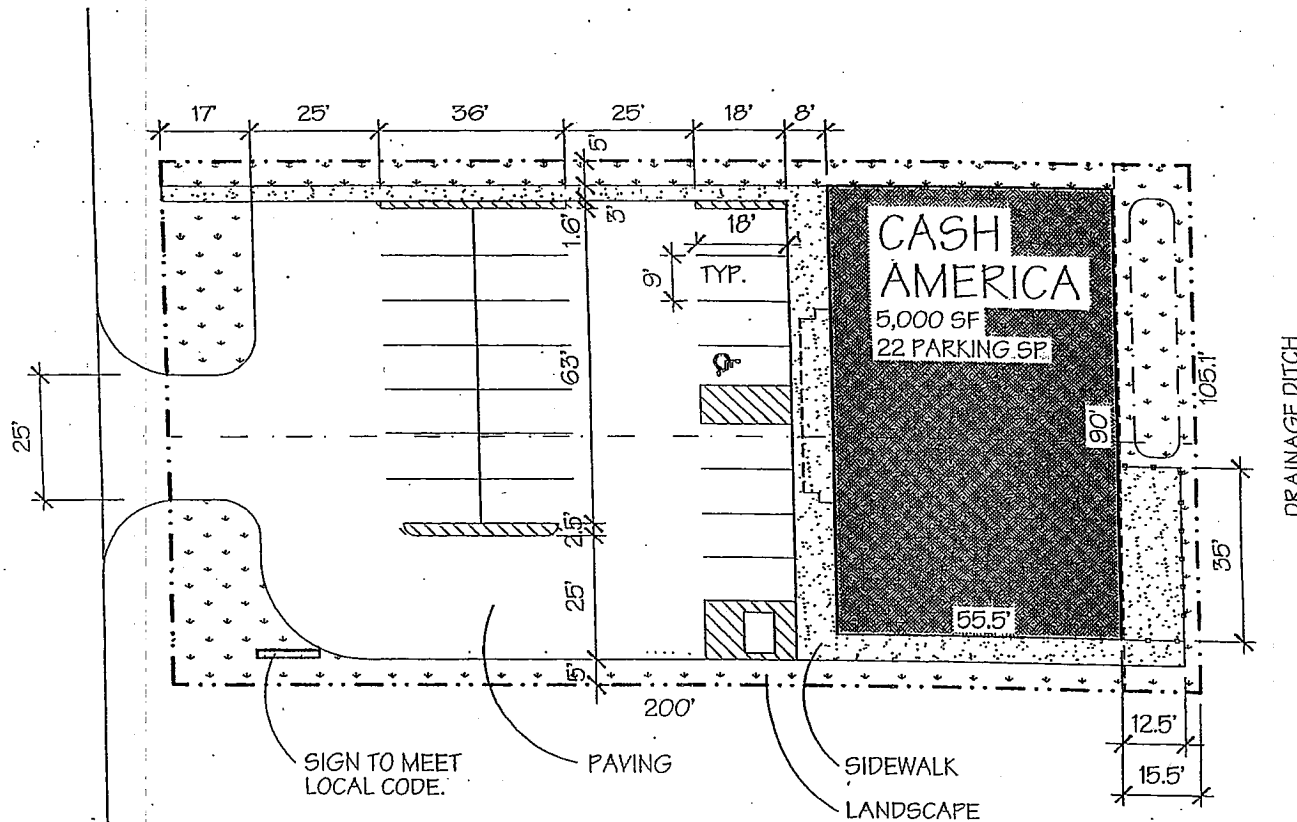 17'
25'
36'
25'
18'
8'
5'
3'
1.6'
18'
9'
TYP.
CASH
AMERICA
5,000 SF
22 PARKING SP.
63'
25'
90'
105.1'
DRAINAGE DITCH
35'
2.5'
25'
55.5'
5'
200'
12.5'
15.5'
SIGN TO MEET
LOCAL CODE.
PAVING
SIDEWALK
LANDSCAPE